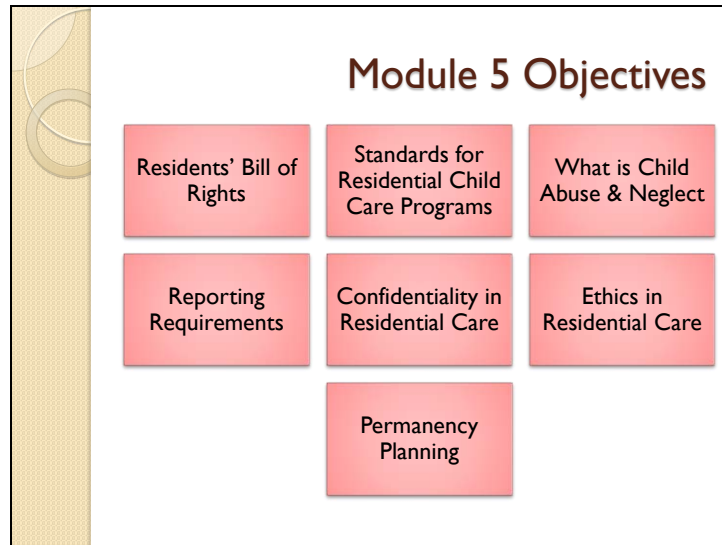 Module 5 Objectives
Residents' Bill of
Rights
Standards for
Residential Child
Care Programs
What is Child
Abuse & Neglect
Reporting
Requirements
Confidentiality in
Residential Care
Ethics in
Residential Care
Permanency
Planning